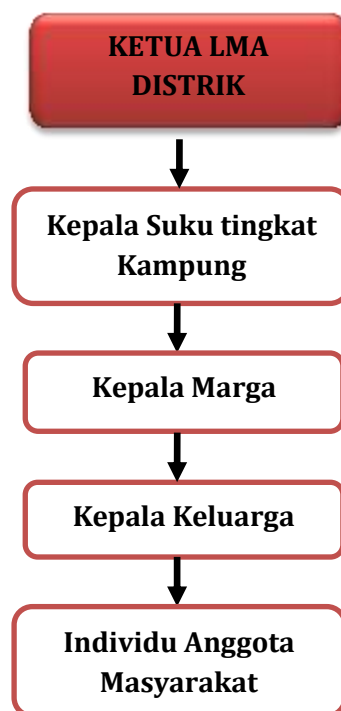 KETUA LMA
DISTRIK
Kepala Suku tingkat
Kampung
Kepala Marga
Kepala Keluarga
Individu Anggota
Masyarakat